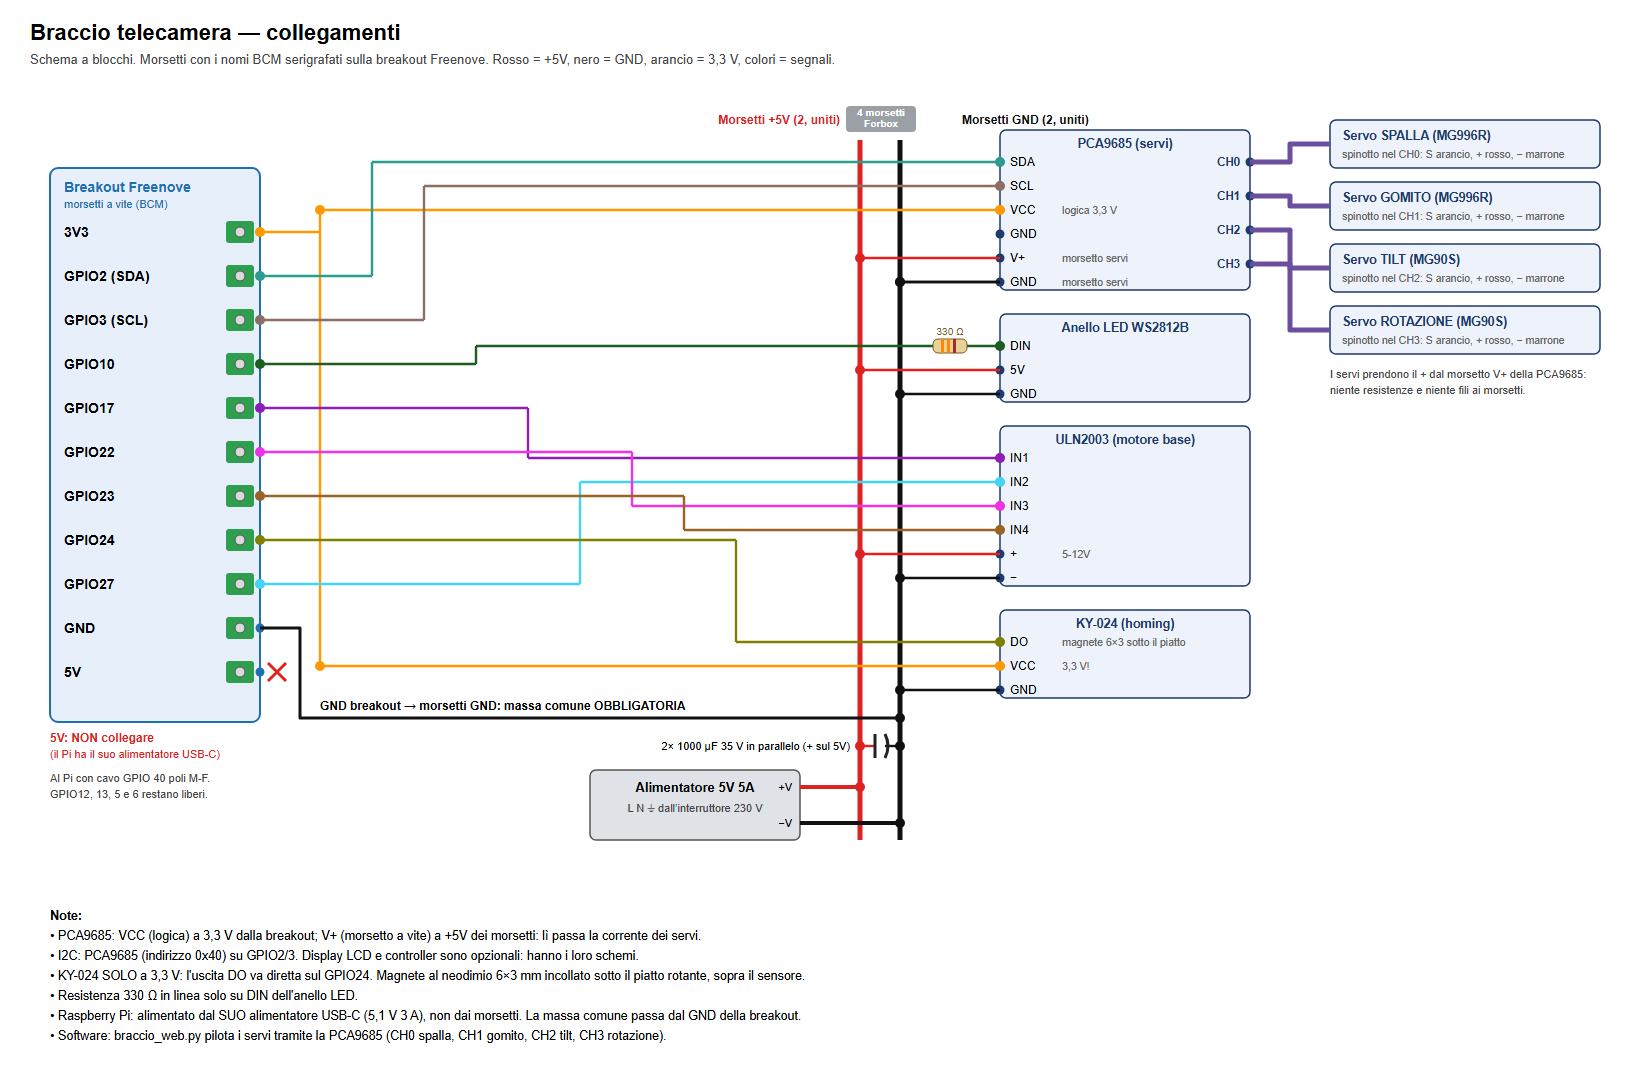 Braccio telecamera — collegamenti
Schema a blocchi. Morsetti con i nomi BCM serigrafati sulla breakout Freenove. Rosso = +5V, nero = GND, arancio = 3,3 V, colori = segnali.
Morsetti +5V (2, uniti)
4 morsetti
Forbox
Morsetti GND (2, uniti)
Breakout Freenove
morsetti a vite (BCM)
3V3
GPIO2 (SDA)
GPIO3 (SCL)
GPIO10
GPIO17
GPIO22
GPIO23
GPIO24
GPIO27
GND
5V
5V: NON collegare
(il Pi ha il suo alimentatore USB-C)
Al Pi con cavo GPIO 40 poli M-F.
GPIO12, 13, 5 e 6 restano liberi.
PCA9685 (servi)
SDA
SCL
VCC logica 3,3 V
GND
V+ morsetto servi
GND morsetto servi
CH0
CH1
CH2
CH3
Servo SPALLA (MG996R)
spinotto nel CH0: S arancio, + rosso, − marrone
Servo GOMITO (MG996R)
spinotto nel CH1: S arancio, + rosso, − marrone
Servo TILT (MG90S)
spinotto nel CH2: S arancio, + rosso, − marrone
Servo ROTAZIONE (MG90S)
spinotto nel CH3: S arancio, + rosso, − marrone
I servi prendono il + dal morsetto V+ della PCA9685:
niente resistenze e niente fili ai morsetti.
330 Ω
Anello LED WS2812B
DIN
5V
GND
ULN2003 (motore base)
IN1
IN2
IN3
IN4
+ 5-12V
−
KY-024 (homing)
DO magnete 6×3 sotto il piatto
VCC 3,3 V!
GND
GND breakout → morsetti GND: massa comune OBBLIGATORIA
2× 1000 µF 35 V in parallelo (+ sul 5V)
Alimentatore 5V 5A
L N ⏚ dall'interruttore 230 V
+V
−V
Note:
• PCA9685: VCC (logica) a 3,3 V dalla breakout; V+ (morsetto a vite) a +5V dei morsetti: lì passa la corrente dei servi.
• I2C: PCA9685 (indirizzo 0x40) su GPIO2/3. Display LCD e controller sono opzionali: hanno i loro schemi.
• KY-024 SOLO a 3,3 V: l'uscita DO va diretta sul GPIO24. Magnete al neodimio 6×3 mm incollato sotto il piatto rotante, sopra il sensore.
• Resistenza 330 Ω in linea solo su DIN dell'anello LED.
• Raspberry Pi: alimentato dal SUO alimentatore USB-C (5,1 V 3 A), non dai morsetti. La massa comune passa dal GND della breakout.
• Software: braccio_web.py pilota i servi tramite la PCA9685 (CH0 spalla, CH1 gomito, CH2 tilt, CH3 rotazione).